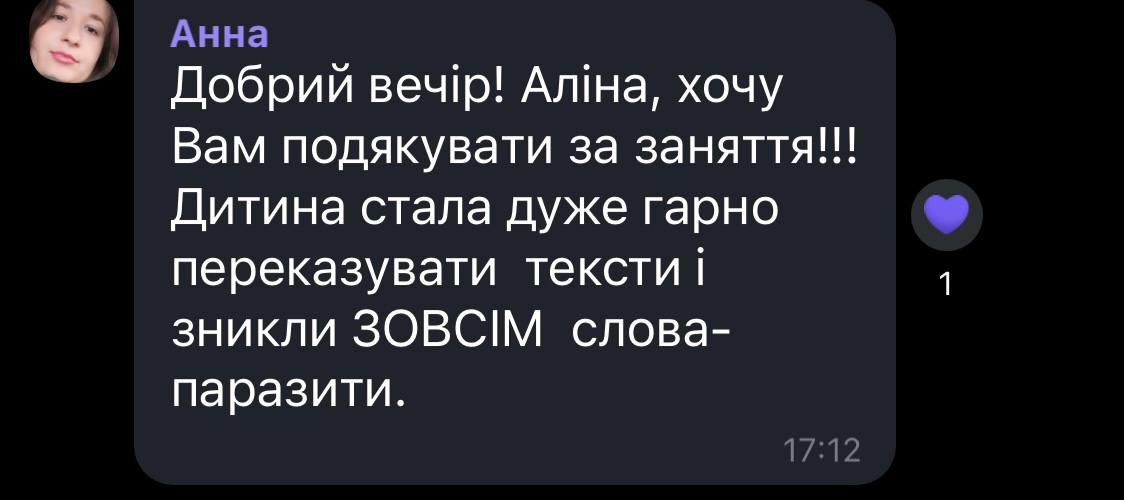 Анна
Добрий вечір! Аліна, хочу
Вам подякувати за заняття!!!
Дитина стала дуже гарно
переказувати  тексти і
зникли ЗОВСІМ  слова-
паразити.
17:12
1